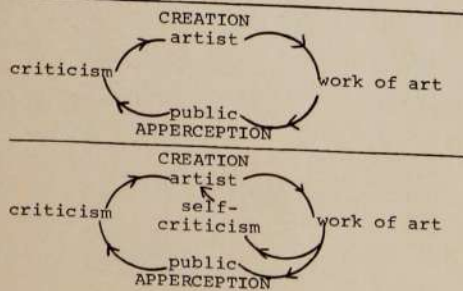 CREATION
artist
criticism
work of art
public
APPERCEPTION
CREATION
artist
self-
criticism
criticism
work of art
public
APPERCEPTION